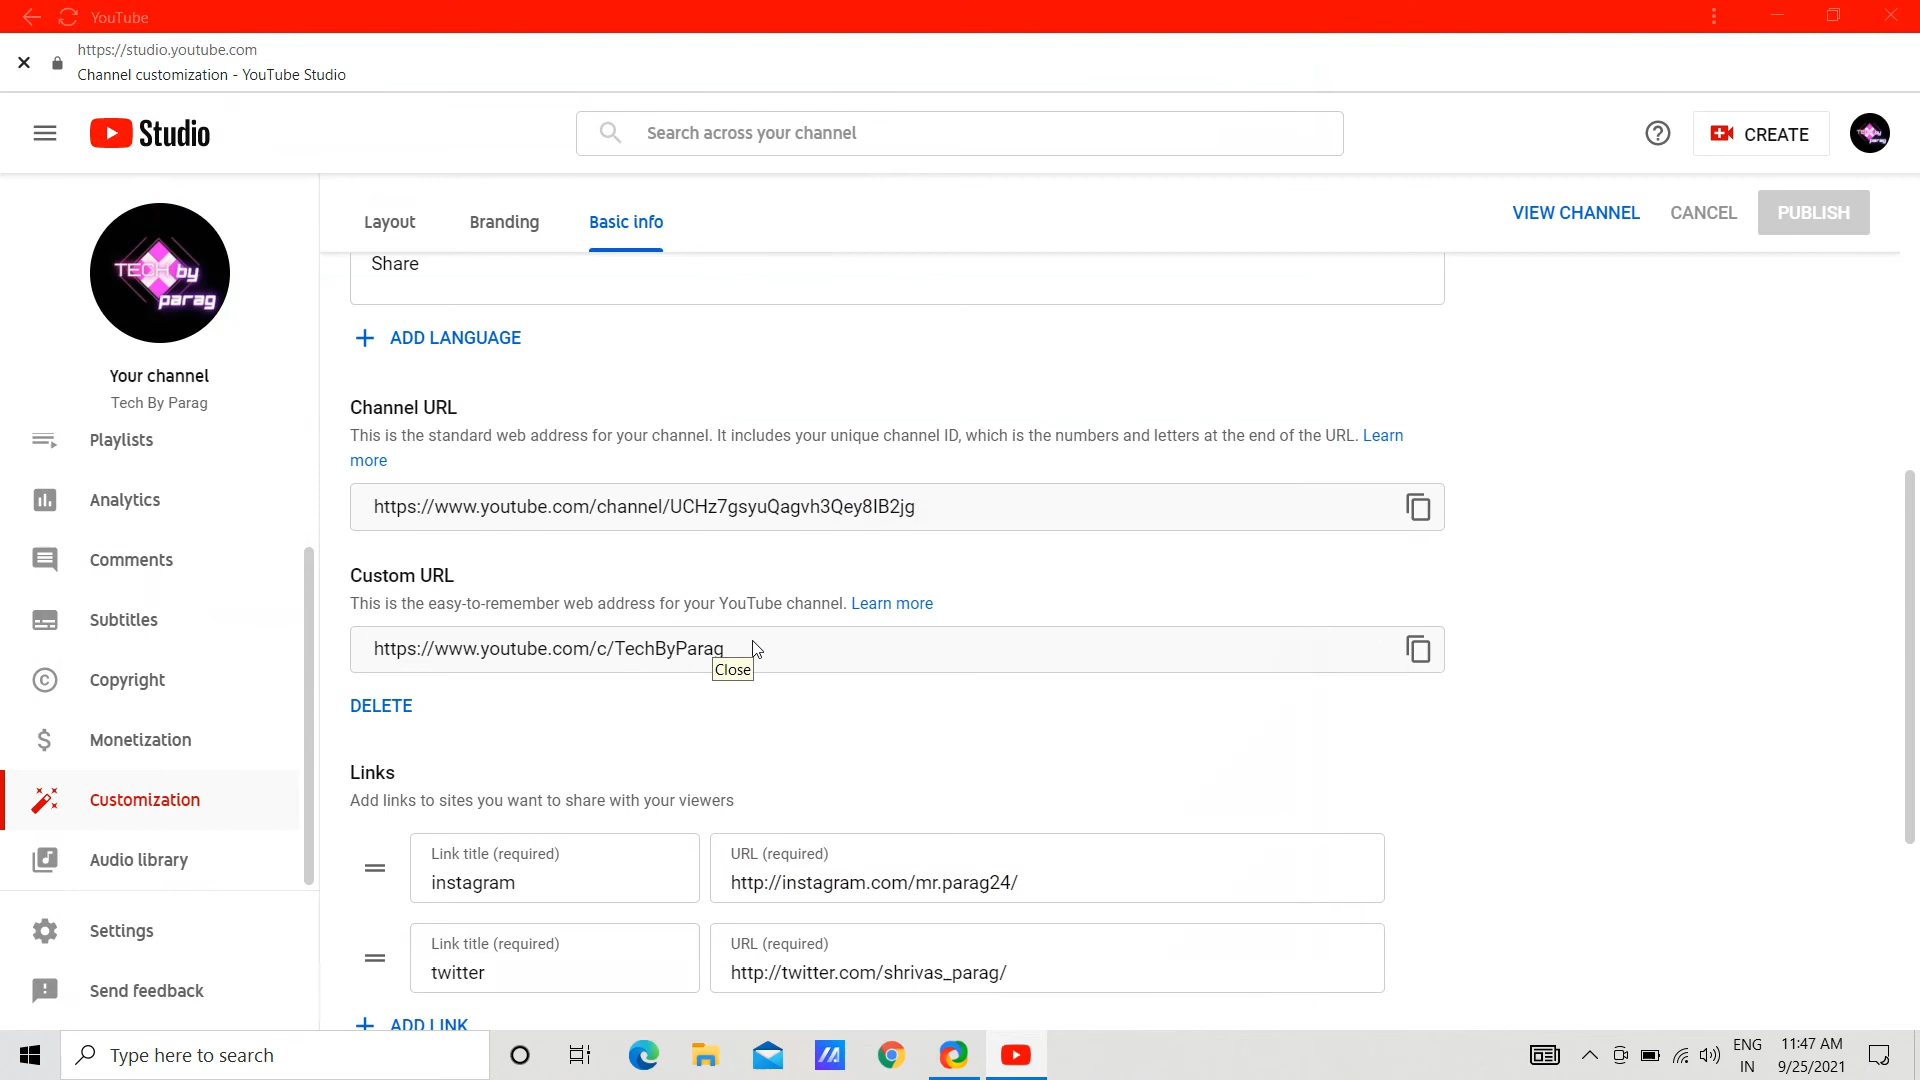 YouTube
https://studio.youtube.com
Channel customization - YouTube Studio
Studio
Search across your channel
CREATE
TECH by
parag
Your channel
Tech By Parag
Playlists
Analytics
Comments
Subtitles
Copyright
Monetization
Customization
Audio library
Settings
Send feedback
Layout
Branding
Basic info
VIEW CHANNEL
CANCEL
PUBLISH
Share
ADD LANGUAGE
Channel URL
This is the standard web address for your channel. It includes your unique channel ID, which is the numbers and letters at the end of the URL. Learn
more
https://www.youtube.com/channel/UCHz7gsyuQagvh3Qey8IB2jg
Custom URL
This is the easy-to-remember web address for your YouTube channel. Learn more
https://www.youtube.com/c/TechByParag
Close
DELETE
Links
Add links to sites you want to share with your viewers
Link title (required)
instagram
URL (required)
http://instagram.com/mr.parag24/
Link title (required)
twitter
URL (required)
http://twitter.com/shrivas_parag/
ADD LINK
Type here to search
ENG
IN
11:47 AM
9/25/2021